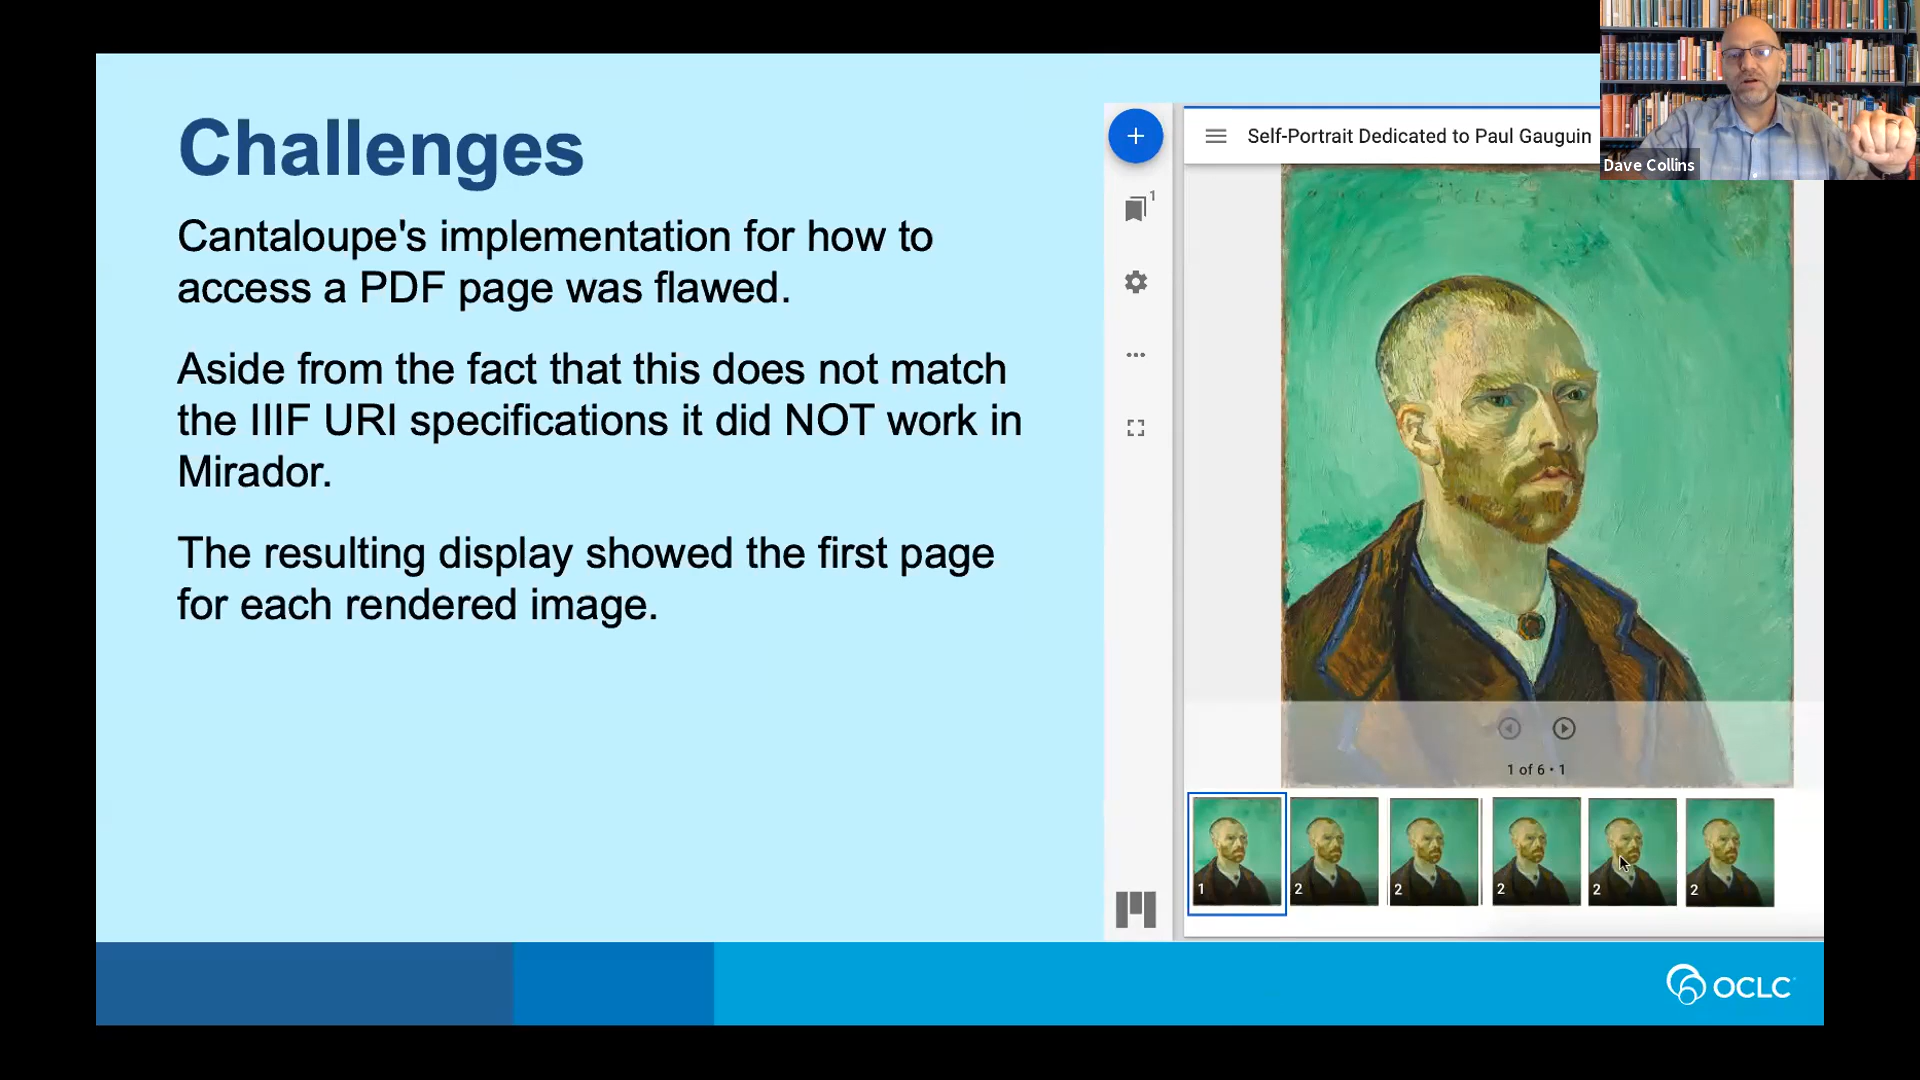 Challenges
Cantaloupe's implementation for how to
access a PDF page was flawed.
Aside from the fact that this does not match
the IIIF URI specifications it did NOT work in
Mirador.
The resulting display showed the first page
for each rendered image.
1
Self-Portrait Dedicated to Paul Gauguin
Dave Collins
1 of 6 • 1
1
2
2
2
2
2
OCLC